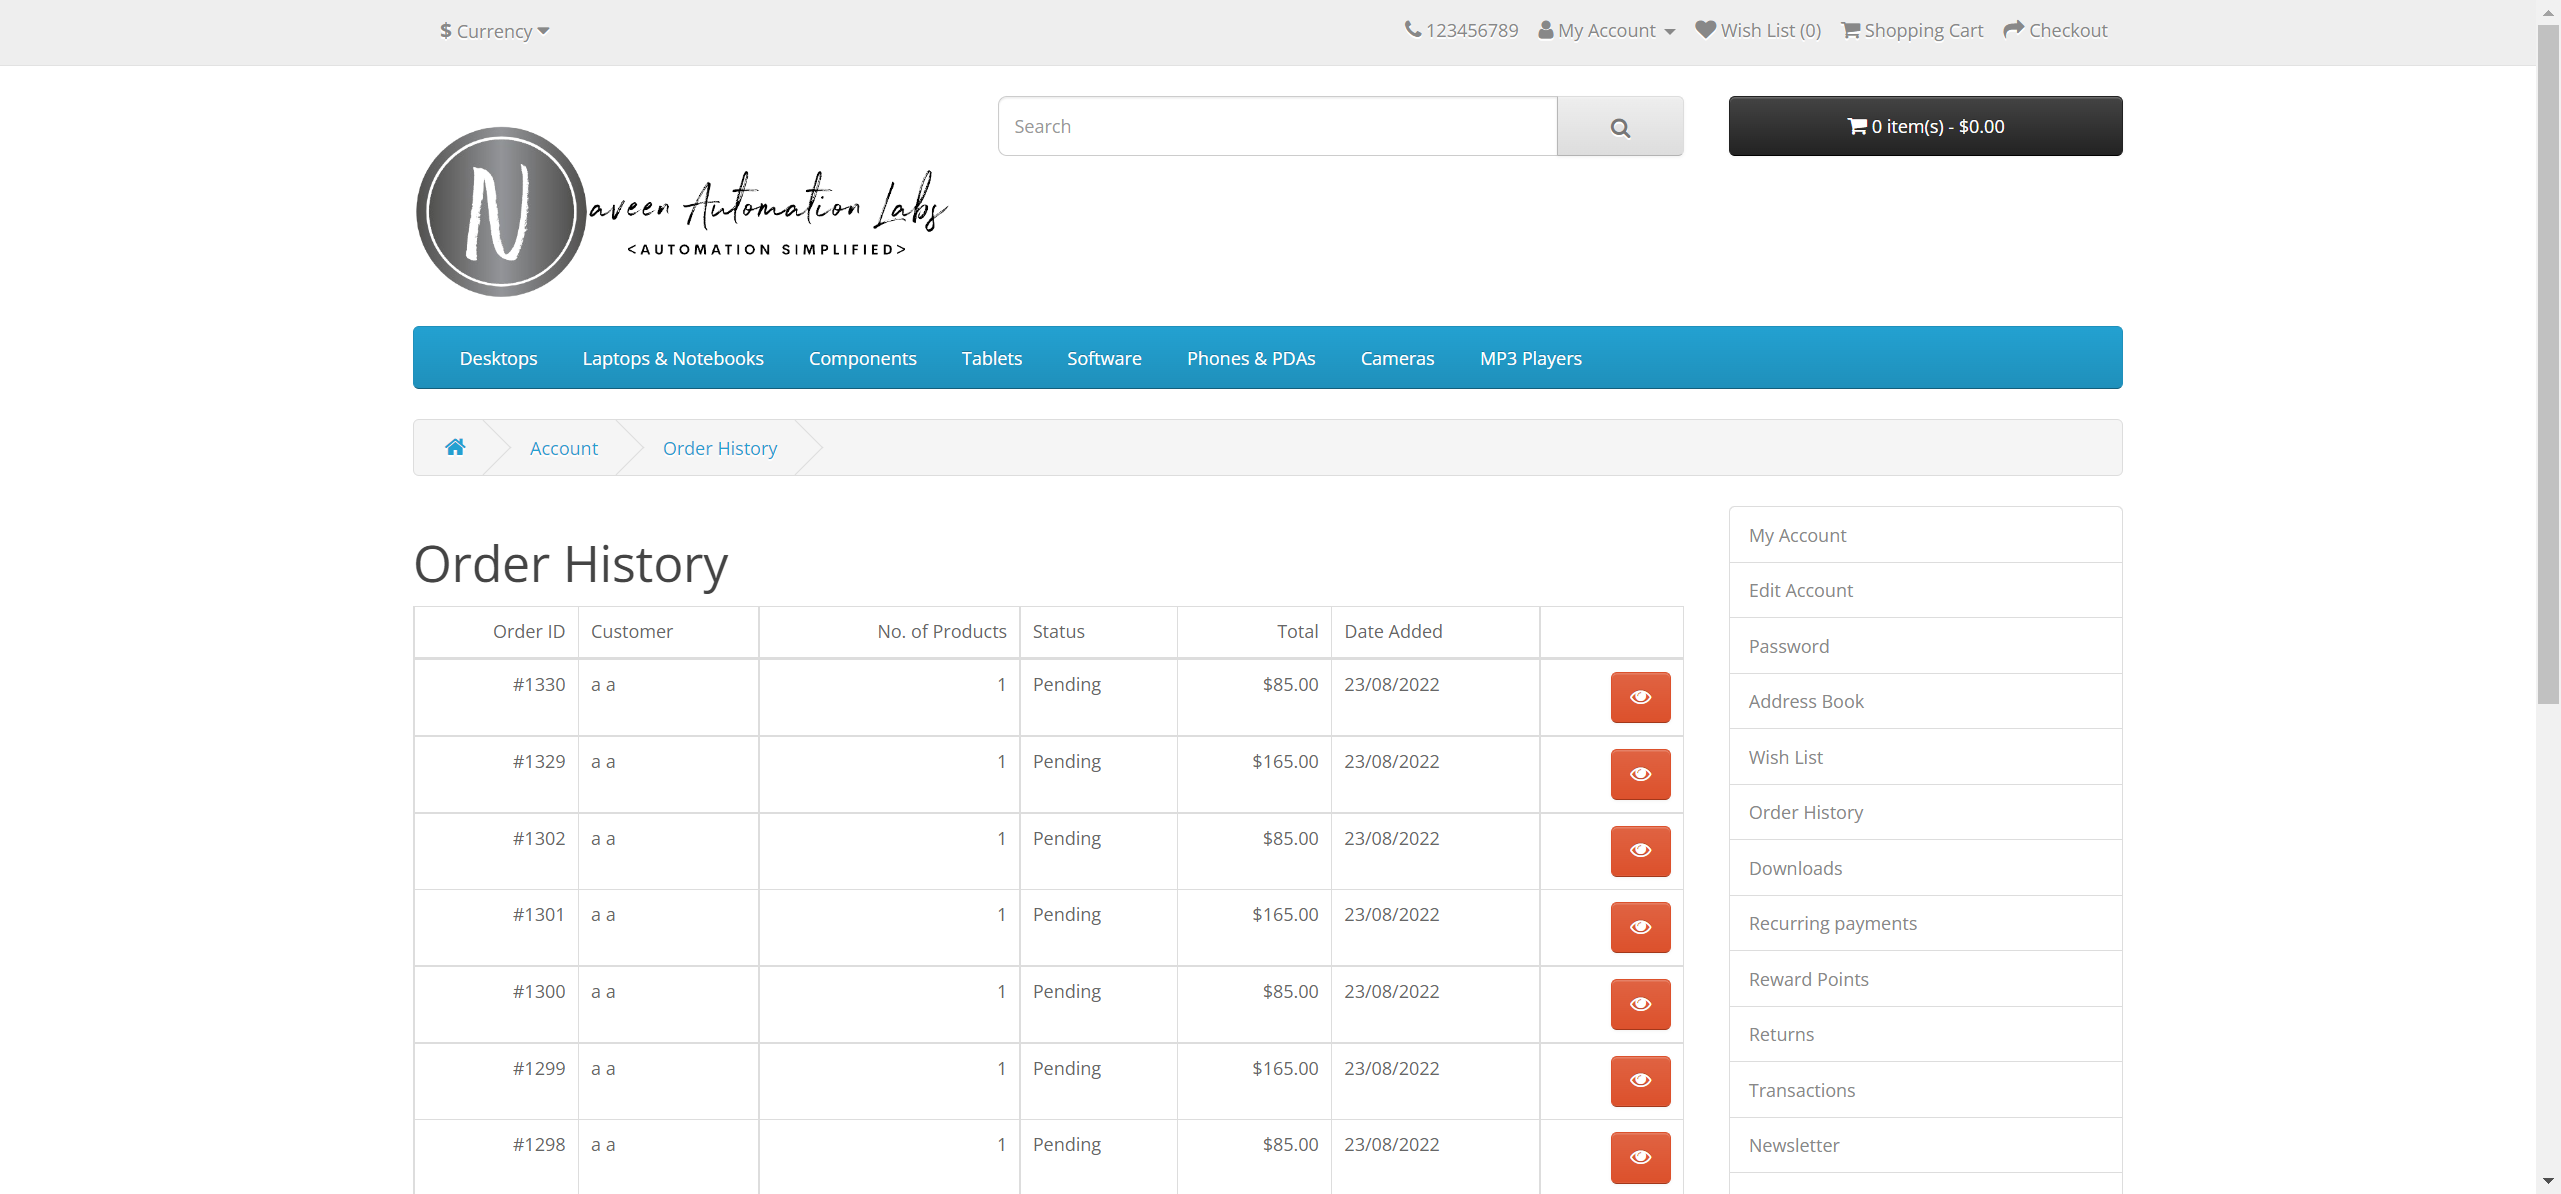 $ Currency
123456789 My Account Wish List (0) Shopping Cart Checkout
Search
0 item(s) - $0.00
N
aveen Automation Labs
<AUTOMATION SIMPLIFIED>
Desktops Laptops & Notebooks Components Tablets Software Phones & PDAs Cameras MP3 Players
Account Order History
Order History
Order ID Customer No. of Products Status Total Date Added
#1330 a a 1 Pending $85.00 23/08/2022
#1329 a a 1 Pending $165.00 23/08/2022
#1302 a a 1 Pending $85.00 23/08/2022
#1301 a a 1 Pending $165.00 23/08/2022
#1300 a a 1 Pending $85.00 23/08/2022
#1299 a a 1 Pending $165.00 23/08/2022
#1298 a a 1 Pending $85.00 23/08/2022
My Account
Edit Account
Password
Address Book
Wish List
Order History
Downloads
Recurring payments
Reward Points
Returns
Transactions
Newsletter